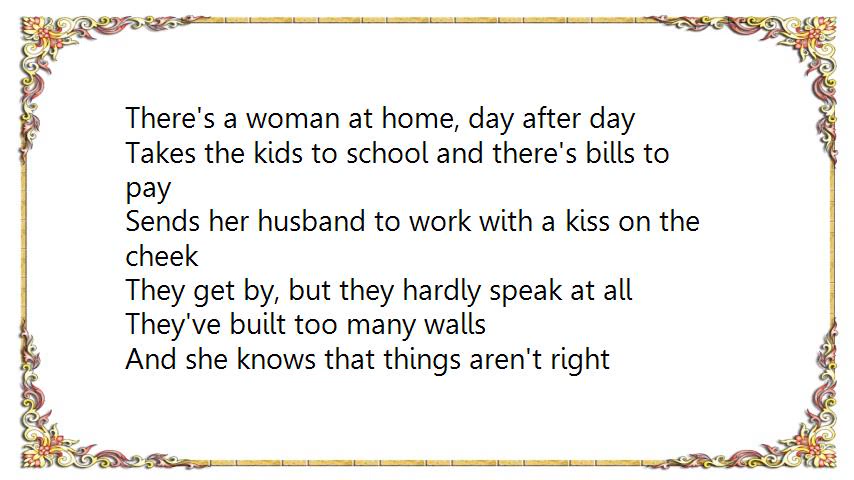 There's a woman at home, day after day
Takes the kids to school and there's bills to
pay
Sends her husband to work with a kiss on the
cheek
They get by, but they hardly speak at all
They've built too many walls
And she knows that things aren't right